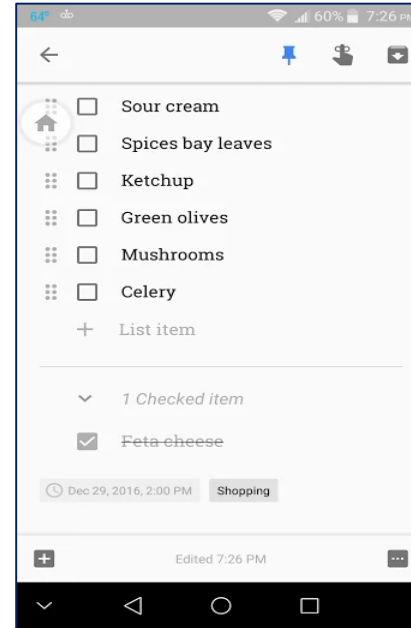 64° 60% 7:26 PM
Sour cream
Spices bay leaves
Ketchup
Green olives
Mushrooms
Celery
+ List item
1 Checked item
Feta cheese
Dec 29, 2016, 2:00 PM Shopping
Edited 7:26 PM